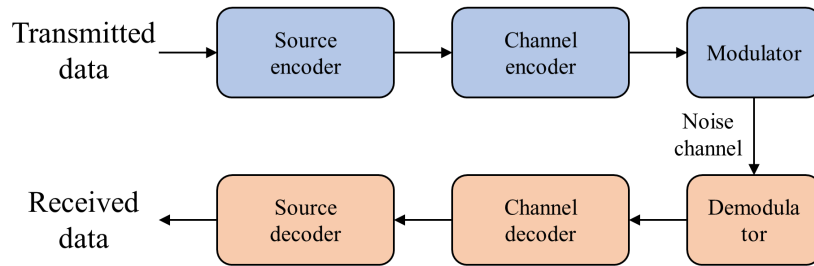 Transmitted
data
Source
encoder
Channel
encoder
Modulator
Noise
channel
Received
data
Source
decoder
Channel
decoder
Demodula
tor